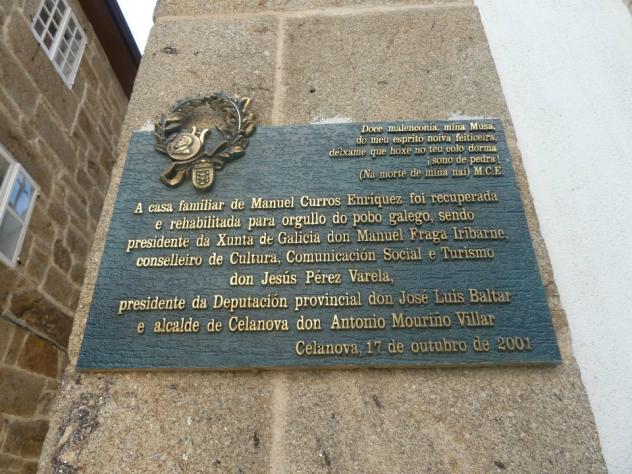 Doce malenconia, miña Musa,
do meu esprito noiva feiticeira,
déixame que hoxe no teu colo dorma
¡sono de pedra!
(Na morte de miña nai) M.C.E.
A casa familiar de Manuel Curros Enríquez foi recuperada
e rehabilitada para orgullo do pobo galego, sendo
presidente da Xunta de Galicia don Manuel Fraga Iribarne,
conselleiro de Cultura, Comunicación Social e Turismo
don Jesús Pérez Varela,
presidente da Deputación provincial don José Luis Baltar
e alcalde de Celanova don Antonio Mouriño Villar
Celanova, 17 de outubro de 2001